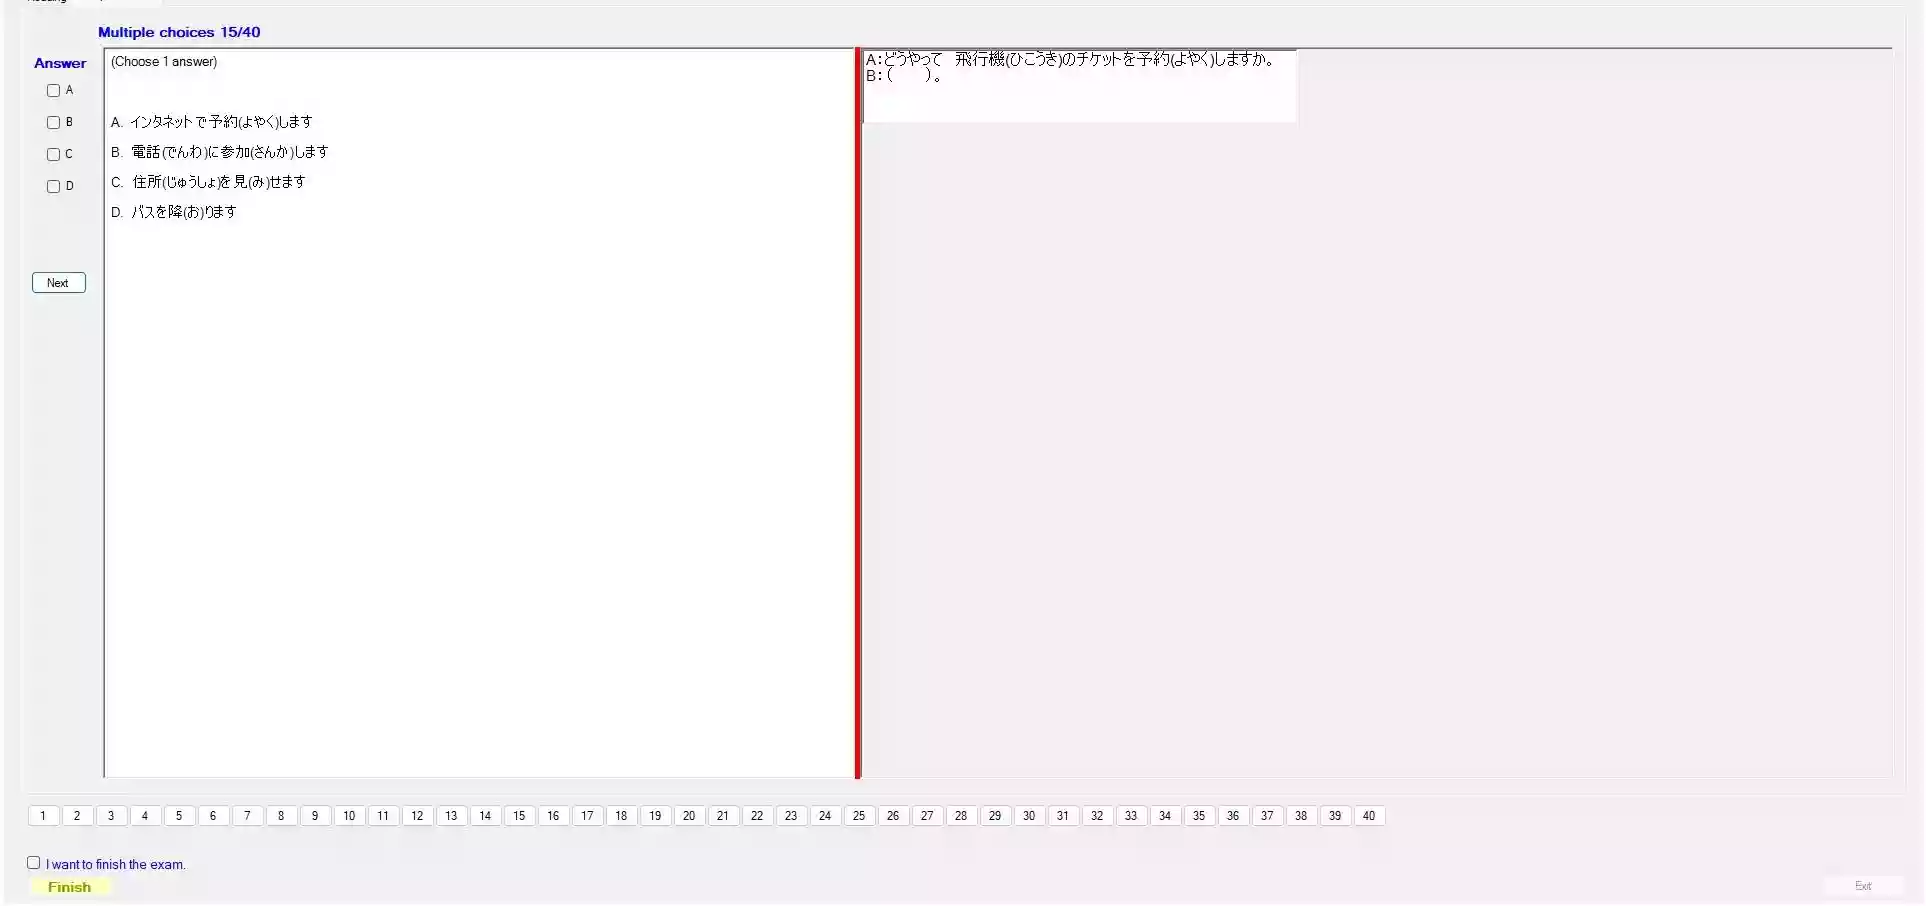 Multiple choices 15/40
Answer
A
B
C
D
Next
(Choose 1 answer)
A. インタネットで予約(よやく)します
B. 電話(でんわ)に参加(さんか)します
C. 住所(じゅうしょ)を見(み)せます
D. バスを降(お)ります
A:どうやって　飛行機(ひこうき)のチケットを予約(よやく)しますか。
B:(　　)。
1 2 3 4 5 6 7 8 9 10 11 12 13 14 15 16 17 18 19 20 21 22 23 24 25 26 27 28 29 30 31 32 33 34 35 36 37 38 39 40
I want to finish the exam.
Finish
Exit